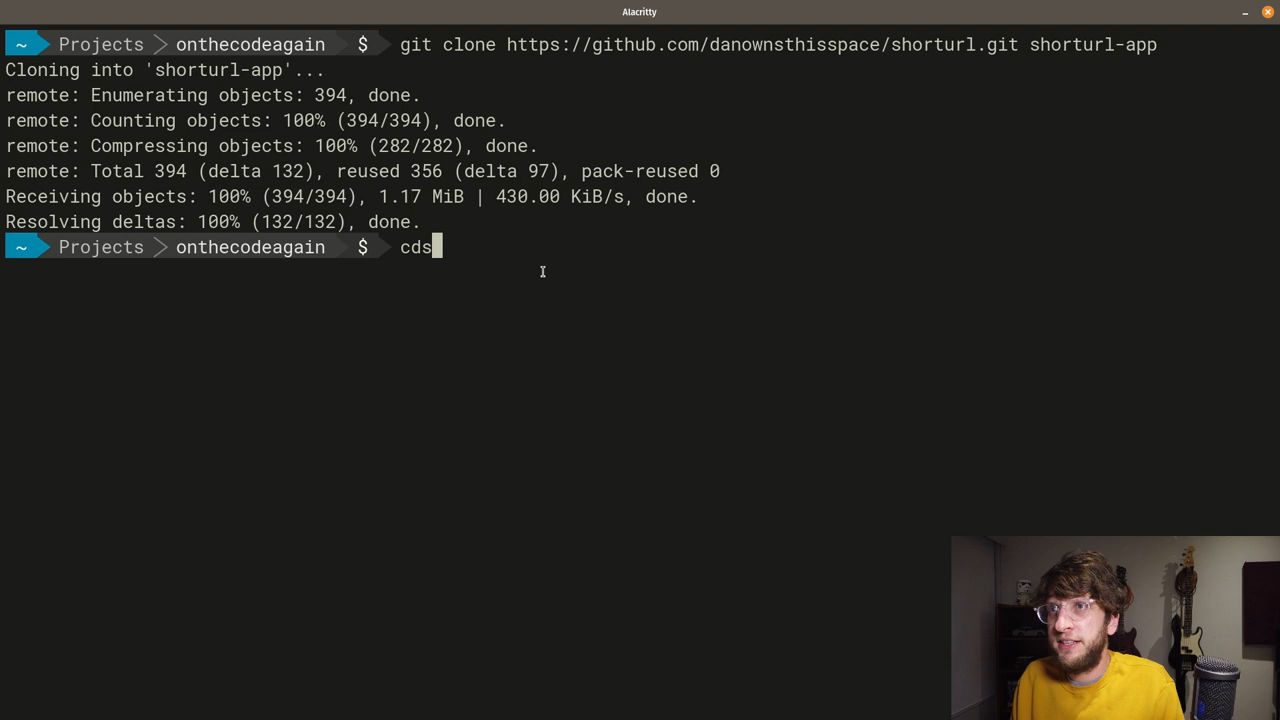 Alacritty
~ Projects onthecodeagain $ git clone https://github.com/danownsthisspace/shorturl.git shorturl-app
Cloning into 'shorturl-app'...
remote: Enumerating objects: 394, done.
remote: Counting objects: 100% (394/394), done.
remote: Compressing objects: 100% (282/282), done.
remote: Total 394 (delta 132), reused 356 (delta 97), pack-reused 0
Receiving objects: 100% (394/394), 1.17 MiB | 430.00 KiB/s, done.
Resolving deltas: 100% (132/132), done.
~ Projects onthecodeagain $ cds